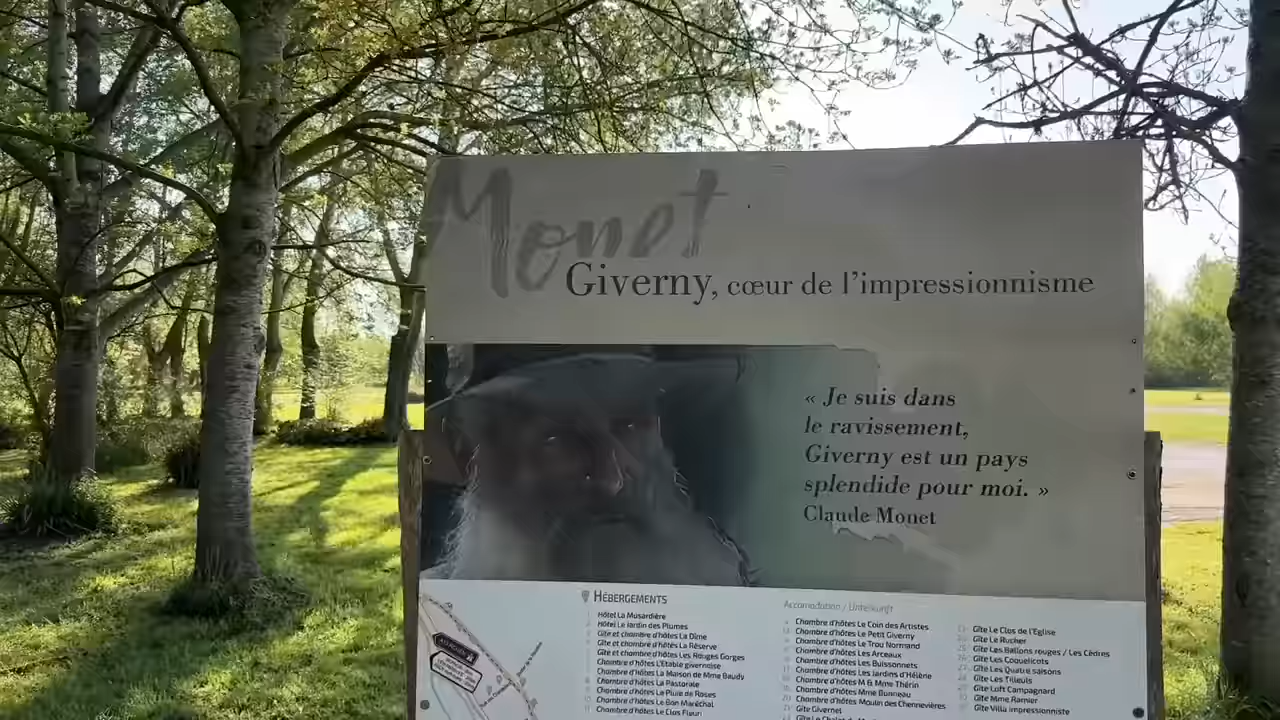 Monet
Giverny, cœur de l'impressionnisme
« Je suis dans
le ravissement,
Giverny est un pays
splendide pour moi. »
Claude Monet
HÉBERGEMENTS
Hôtel La Musardière
Hôtel Le Jardin des Plumes
Gîte et chambre d'hôtes La Dîme
Gîte et chambre d'hôtes La Réserve
Gîte et chambre d'hôtes Les Rouges Gorges
Chambre d'hôtes L'Étable givernoise
Chambre d'hôtes La Maison de Mme Baudy
Chambre d'hôtes La Pastorale
Chambre d'hôtes La Pluie de Roses
Chambre d'hôtes Le Bon Maréchal
Chambre d'hôtes Le Clos Fleuri
Accomodation / Unterkunft
Chambre d'hôtes Le Coin des Artistes
Chambre d'hôtes Le Petit Giverny
Chambre d'hôtes Le Trou Normand
Chambre d'hôtes Les Arceaux
Chambre d'hôtes Les Buissonnets
Chambre d'hôtes Les Jardins d'Hélène
Chambre d'hôtes M & Mme Thérin
Chambre d'hôtes Mme Bunneau
Chambre d'hôtes Moulin des Chennevières
Gîte Givernel
Gîte Le Clos de l'Église
Gîte Le Rucher
Gîte Les Ballons rouges / Les Cèdres
Gîte Les Coquelicots
Gîte Les Quatre saisons
Gîte Les Tilleuls
Gîte Loft Campagnard
Gîte Mme Ramier
Gîte Villa Impressionniste